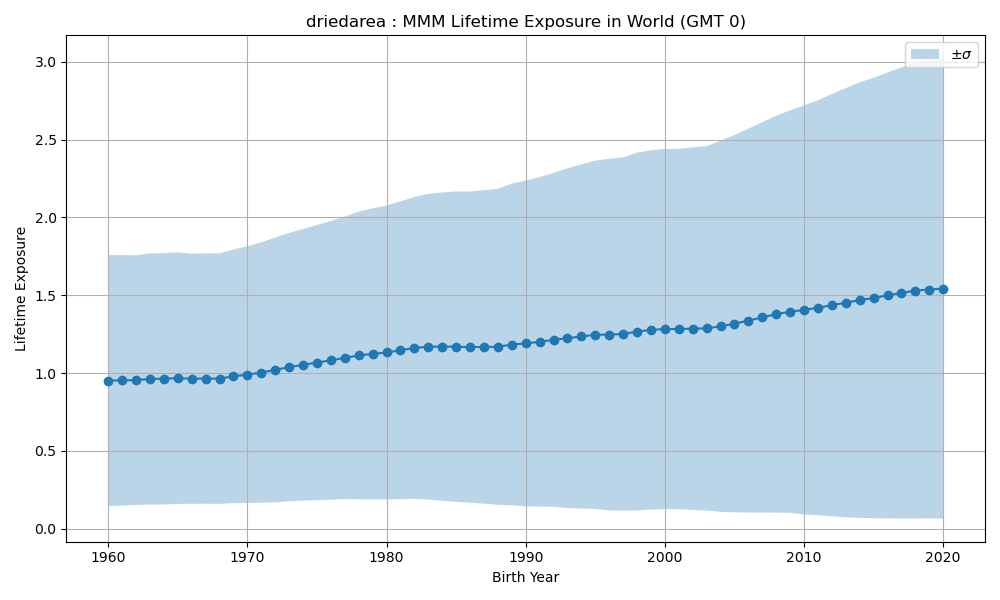 driedarea : MMM Lifetime Exposure in World (GMT 0)
±σ
Lifetime Exposure
3.0
2.5
2.0
1.5
1.0
0.5
0.0
1960 1970 1980 1990 2000 2010 2020
Birth Year